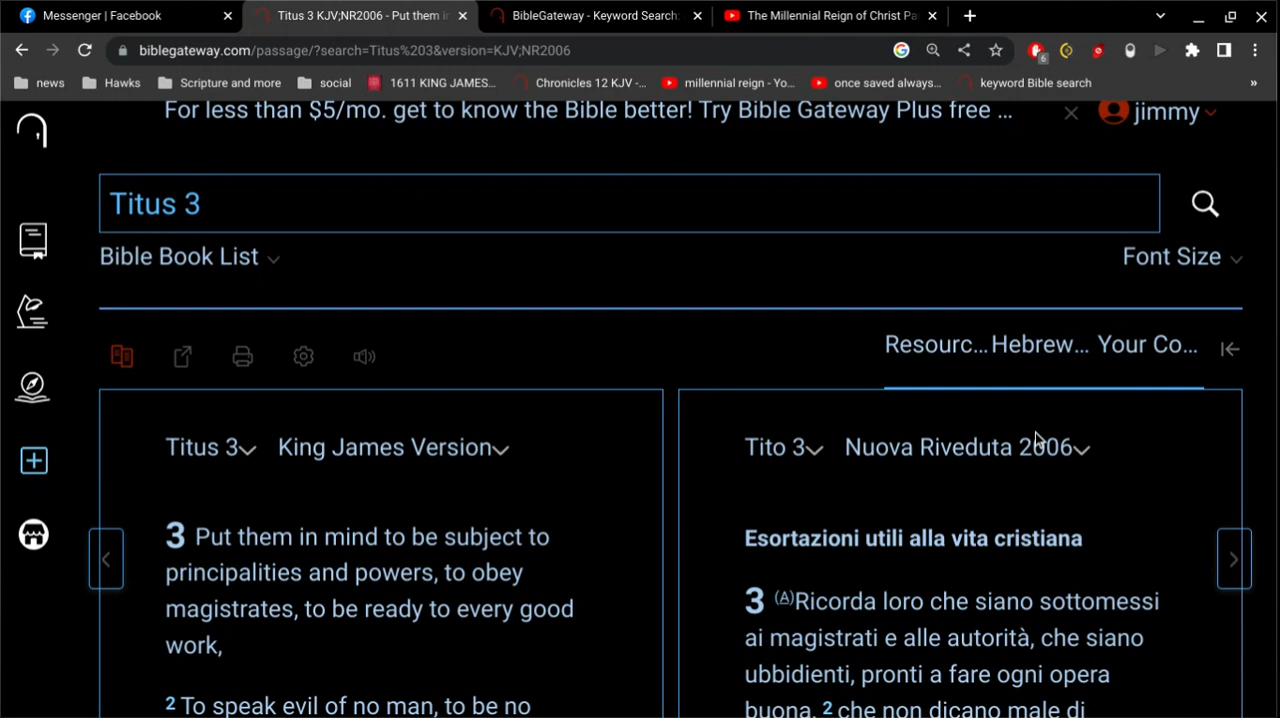 Messenger | Facebook
Titus 3 KJV;NR2006 - Put them in
BibleGateway - Keyword Search:
The Millennial Reign of Christ Pa
biblegateway.com/passage/?search=Titus%203&version=KJV;NR2006
6
news
Hawks
Scripture and more
social
1611 KING JAMES...
Chronicles 12 KJV -...
millennial reign - Yo...
once saved always...
keyword Bible search
»
For less than $5/mo. get to know the Bible better! Try Bible Gateway Plus free ...
jimmy
Titus 3
Bible Book List
Font Size
Resourc... Hebrew... Your Co...
Titus 3 King James Version
3 Put them in mind to be subject to
principalities and powers, to obey
magistrates, to be ready to every good
work,
2 To speak evil of no man, to be no
Tito 3 Nuova Riveduta 2006
Esortazioni utili alla vita cristiana
3 (A)Ricorda loro che siano sottomessi
ai magistrati e alle autorità, che siano
ubbidienti, pronti a fare ogni opera
buona, 2 che non dicano male di